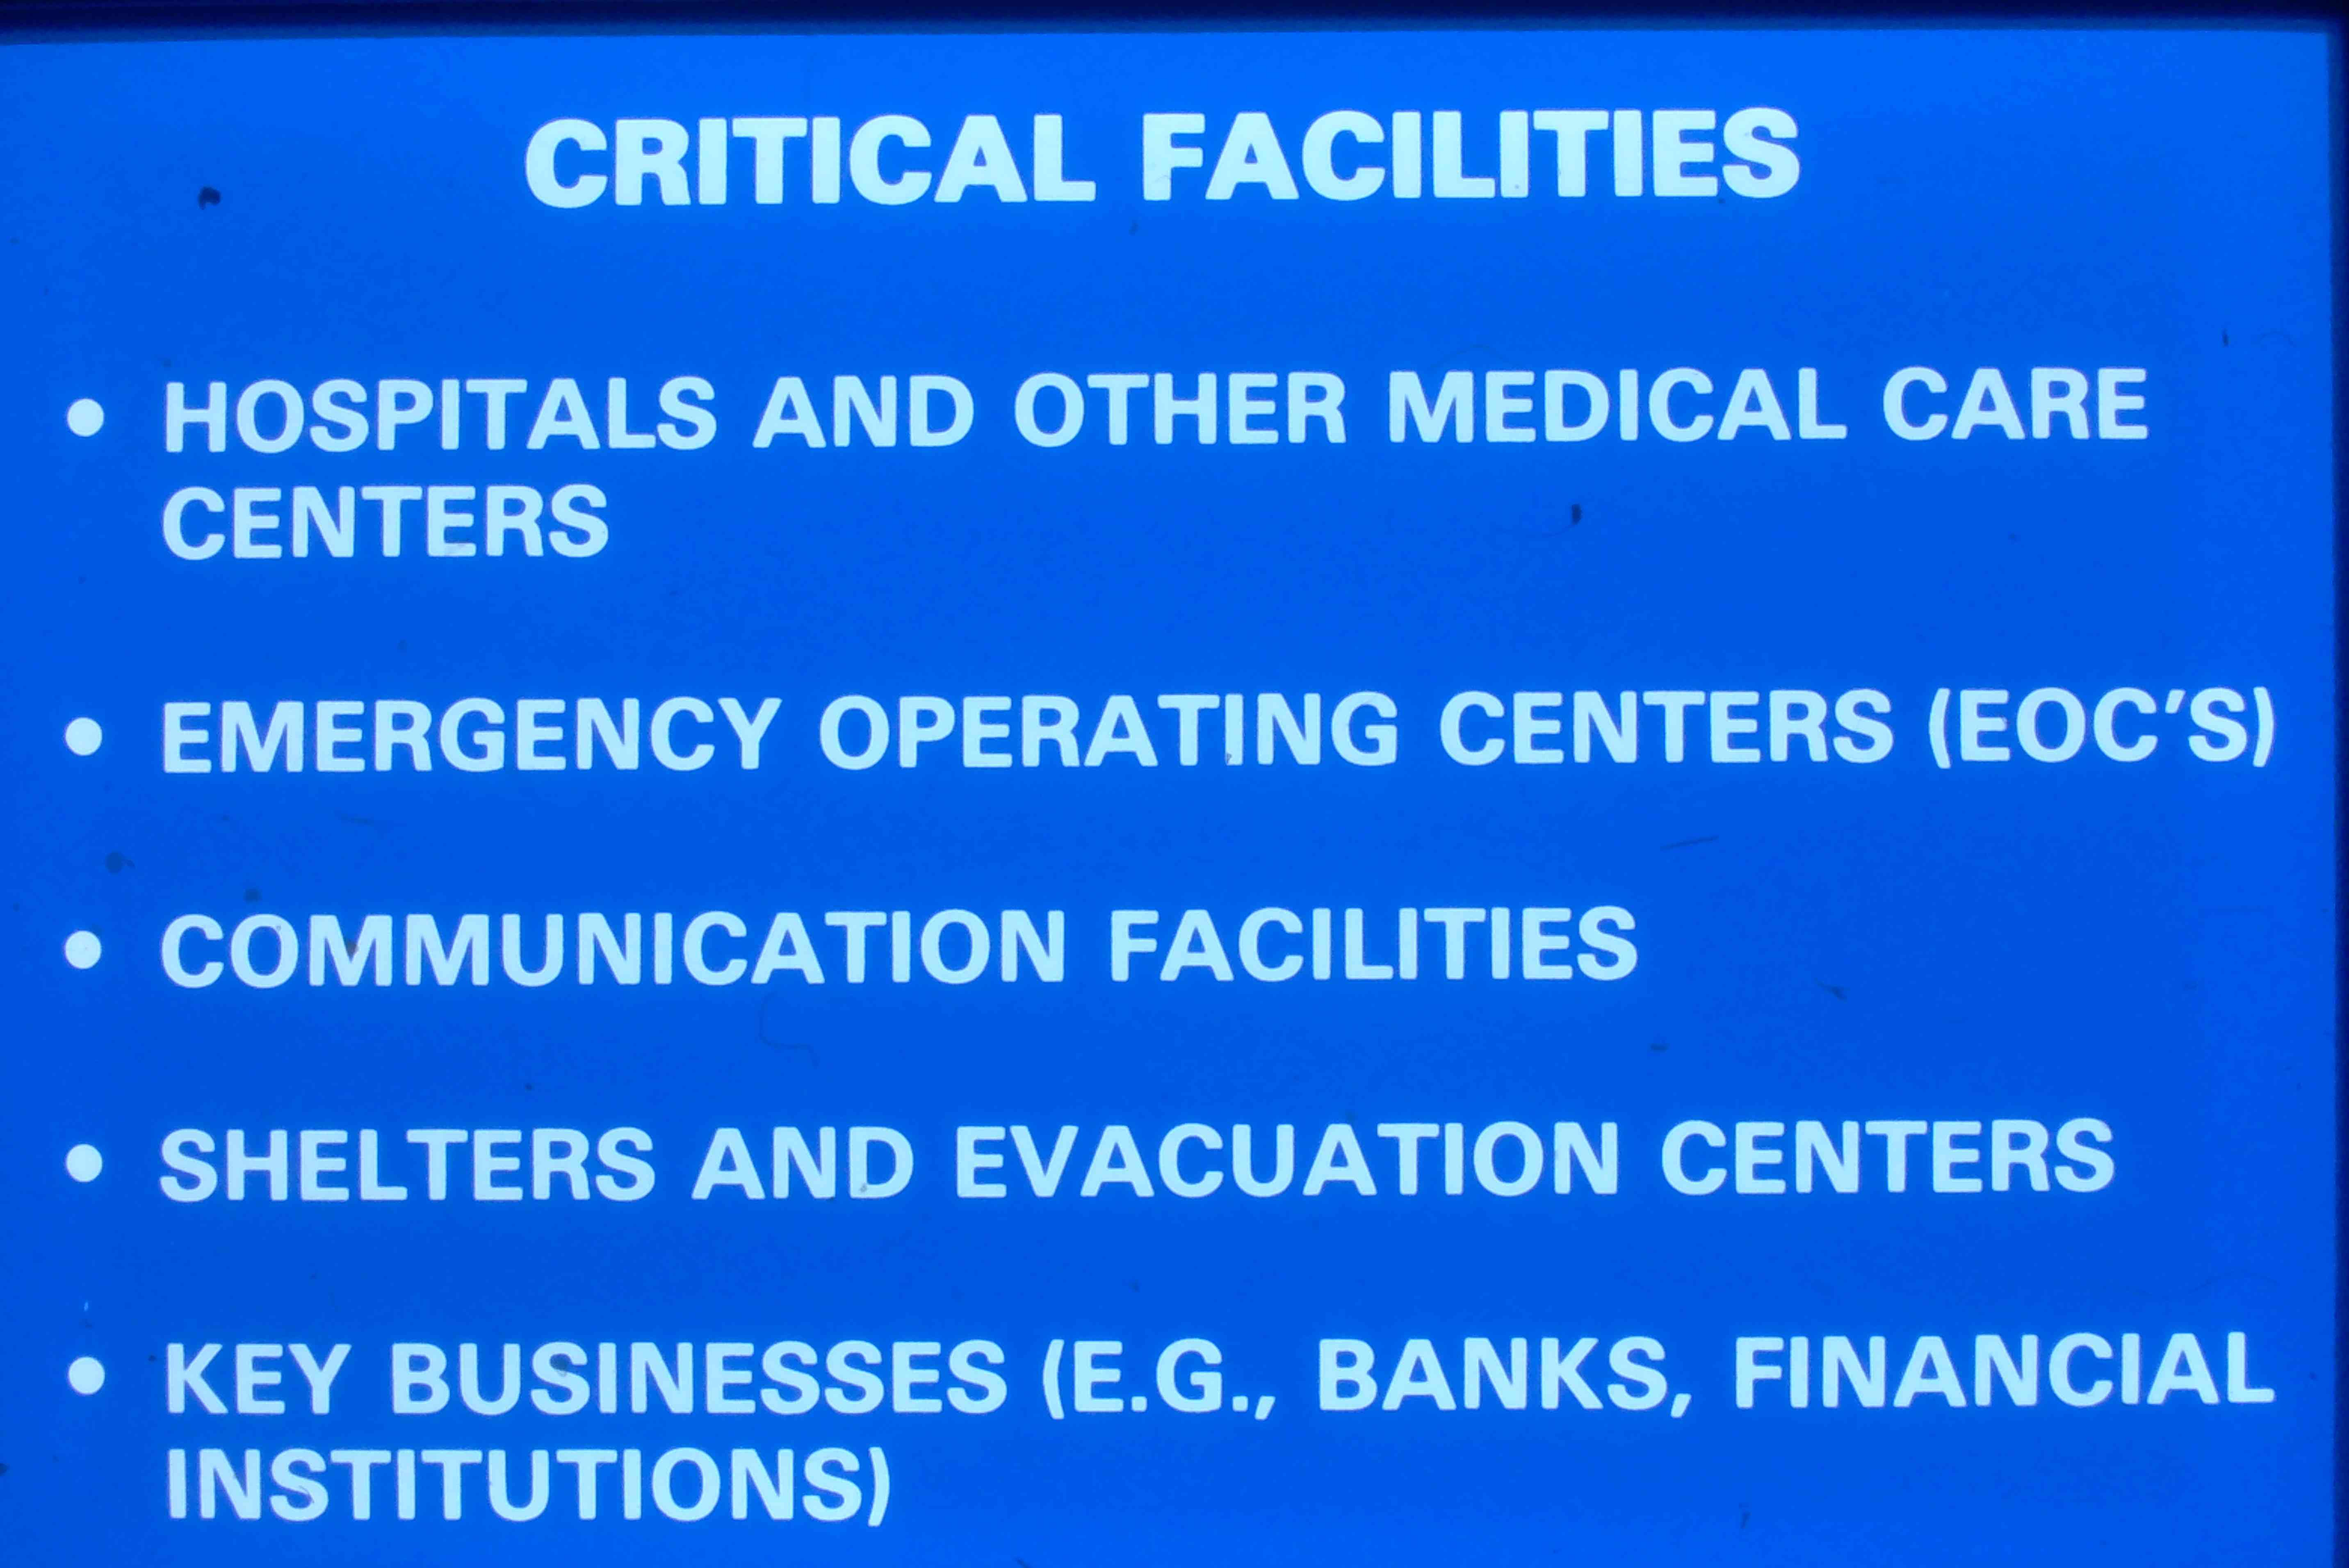 CRITICAL FACILITIES
• HOSPITALS AND OTHER MEDICAL CARE
CENTERS
• EMERGENCY OPERATING CENTERS (EOC'S)
• COMMUNICATION FACILITIES
• SHELTERS AND EVACUATION CENTERS
• KEY BUSINESSES (E.G., BANKS, FINANCIAL
INSTITUTIONS)